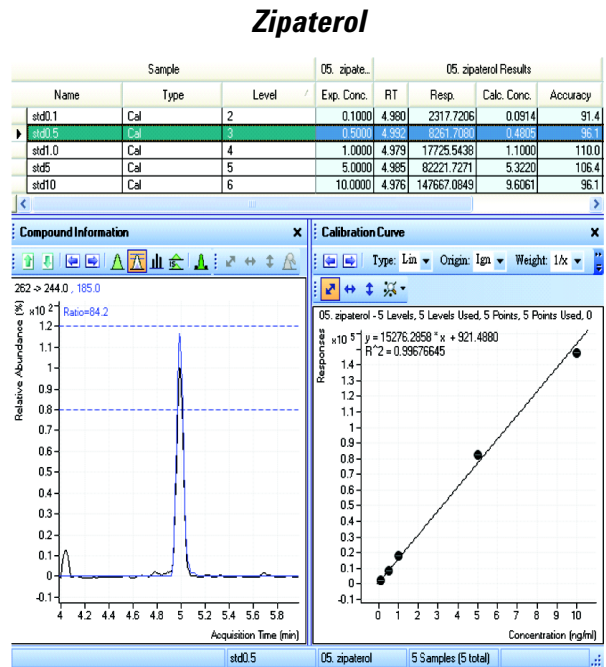 Zipaterol
Sample 05. zipate... 05. zipaterol Results
Name Type Level Exp. Conc. RT Resp. Calc. Conc. Accuracy
std0.1 Cal 2 0.1000 4.980 2317.7206 0.0914 91.4
std0.5 Cal 3 0.5000 4.992 8261.7080 0.4805 96.1
std1.0 Cal 4 1.0000 4.979 17725.5438 1.1000 110.0
std5 Cal 5 5.0000 4.985 82221.7271 5.3220 106.4
std10 Cal 6 10.0000 4.976 147667.0849 9.6061 96.1
Compound Information
262 -> 244.0 , 185.0
x10 2 Ratio=84.2
Relative Abundance (%)
1.2
1.1
1
0.9
0.8
0.7
0.6
0.5
0.4
0.3
0.2
0.1
0
-0.1
4 4.2 4.4 4.6 4.8 5 5.2 5.4 5.6 5.8
Acquisition Time (min)
Calibration Curve
Type: Lin Origin: Ign Weight: 1/x
05. zipaterol - 5 Levels, 5 Levels Used, 5 Points, 5 Points Used, 0
x10 5 y = 15276.2858 * x + 921.4880
R^2 = 0.99676645
Responses
1.4
1.3
1.2
1.1
1
0.9
0.8
0.7
0.6
0.5
0.4
0.3
0.2
0.1
0
-0.1
0 1 2 3 4 5 6 7 8 9 10
Concentration (ng/ml)
std0.5 05. zipaterol 5 Samples (5 total)